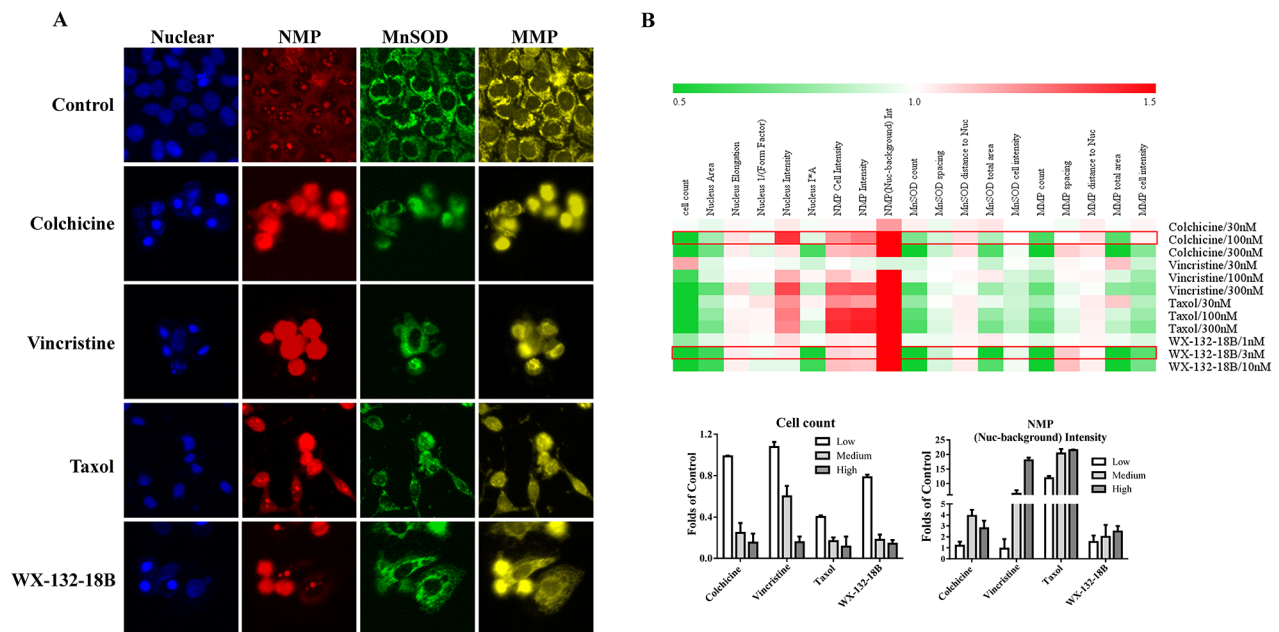 A
Nuclear NMP MnSOD MMP
Control
Colchicine
Vincristine
Taxol
WX-132-18B
B
0.5 1.0 1.5
cell count
Nucleus Area
Nucleus Elongation
Nucleus 1/(Form Factor)
Nucleus Intensity
Nucleus I*A
NMP Cell Intensity
NMP Intensity
NMP(Nuc-background) Int
MnSOD count
MnSOD spacing
MnSOD distance to Nuc
MnSOD total area
MnSOD cell intensity
MMP count
MMP spacing
MMP distance to Nuc
MMP total area
MMP cell intensity
Colchicine/30nM
Colchicine/100nM
Colchicine/300nM
Vincristine/30nM
Vincristine/100nM
Vincristine/300nM
Taxol/30nM
Taxol/100nM
Taxol/300nM
WX-132-18B/1nM
WX-132-18B/3nM
WX-132-18B/10nM
Cell count
Folds of Control
1.2
0.8
0.4
0.0
Low
Medium
High
Colchicine
Vincristine
Taxol
WX-132-18B
NMP
(Nuc-background) Intensity
Folds of Control
25
20
15
10
5
4
3
2
1
0
Low
Medium
High
Colchicine
Vincristine
Taxol
WX-132-18B